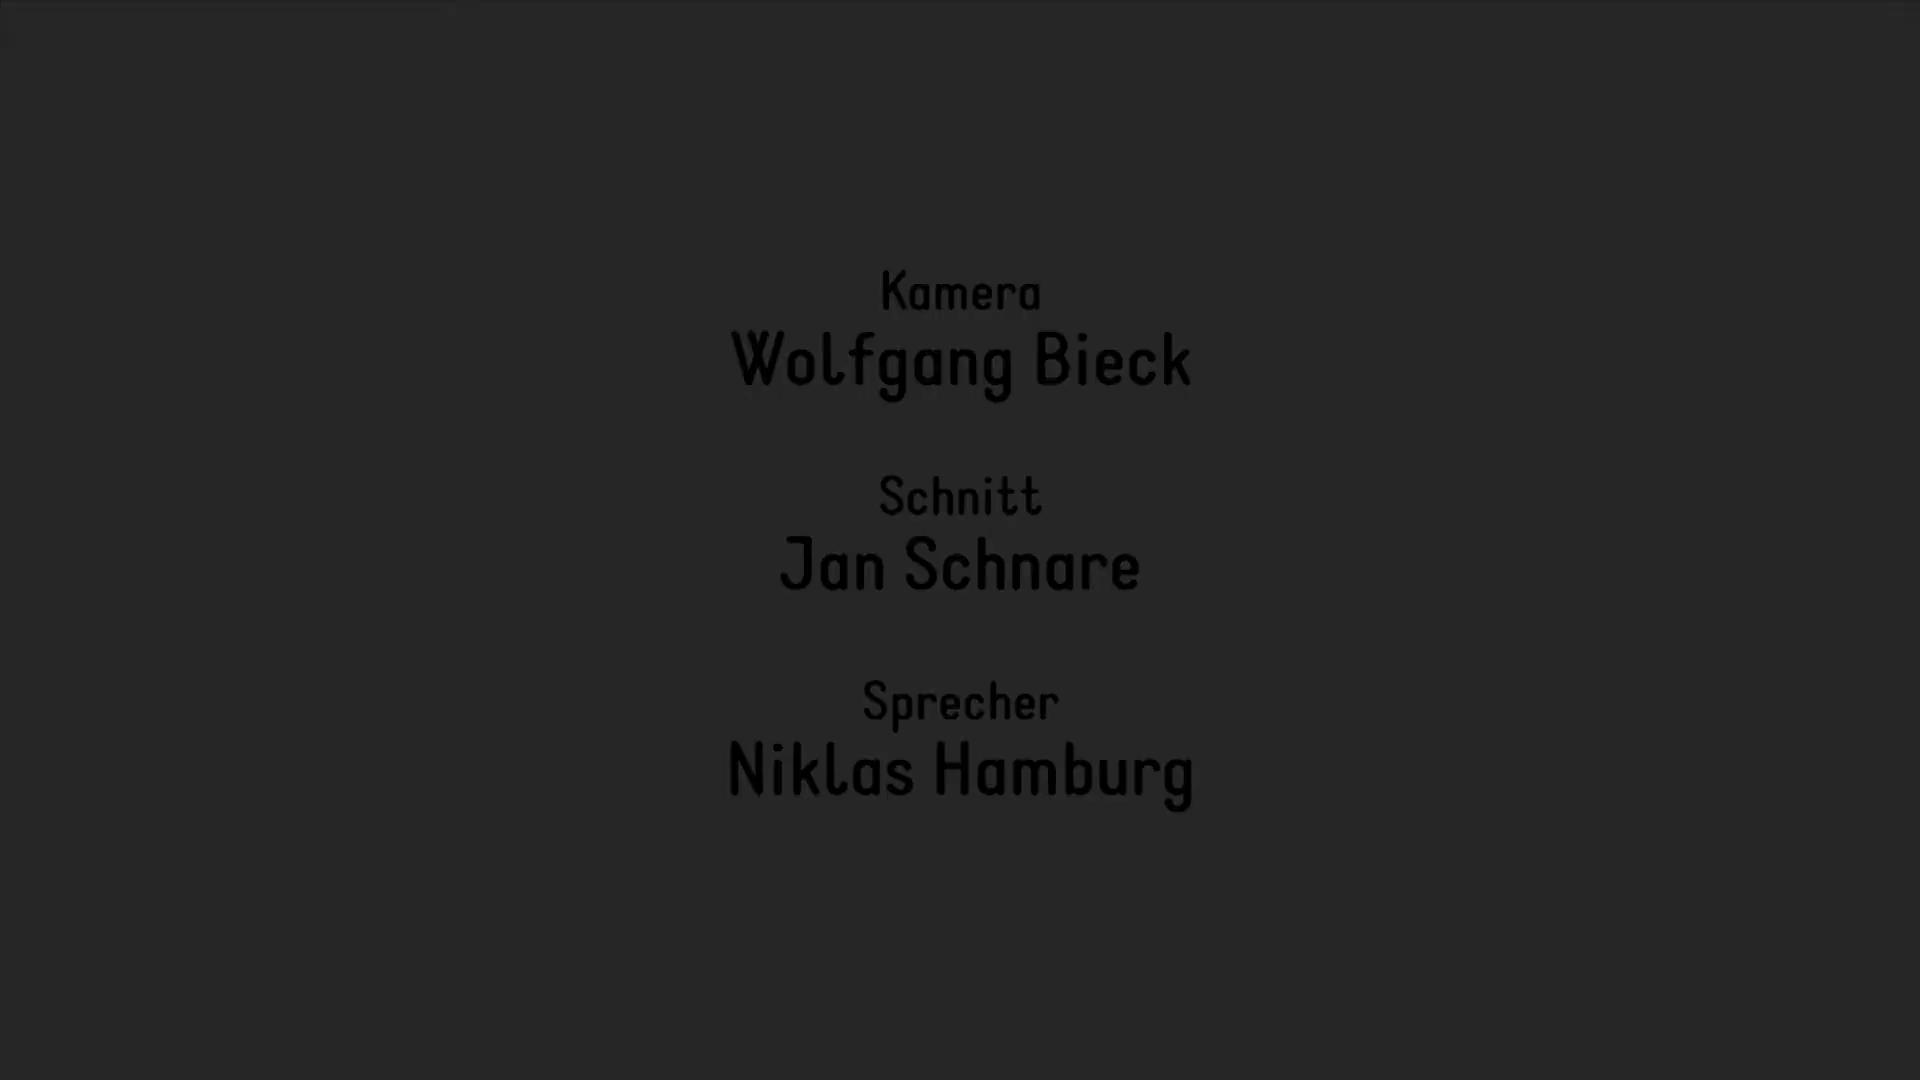 Kamera
Wolfgang Bieck
Schnitt
Jan Schnare
Sprecher
Niklas Hamburg